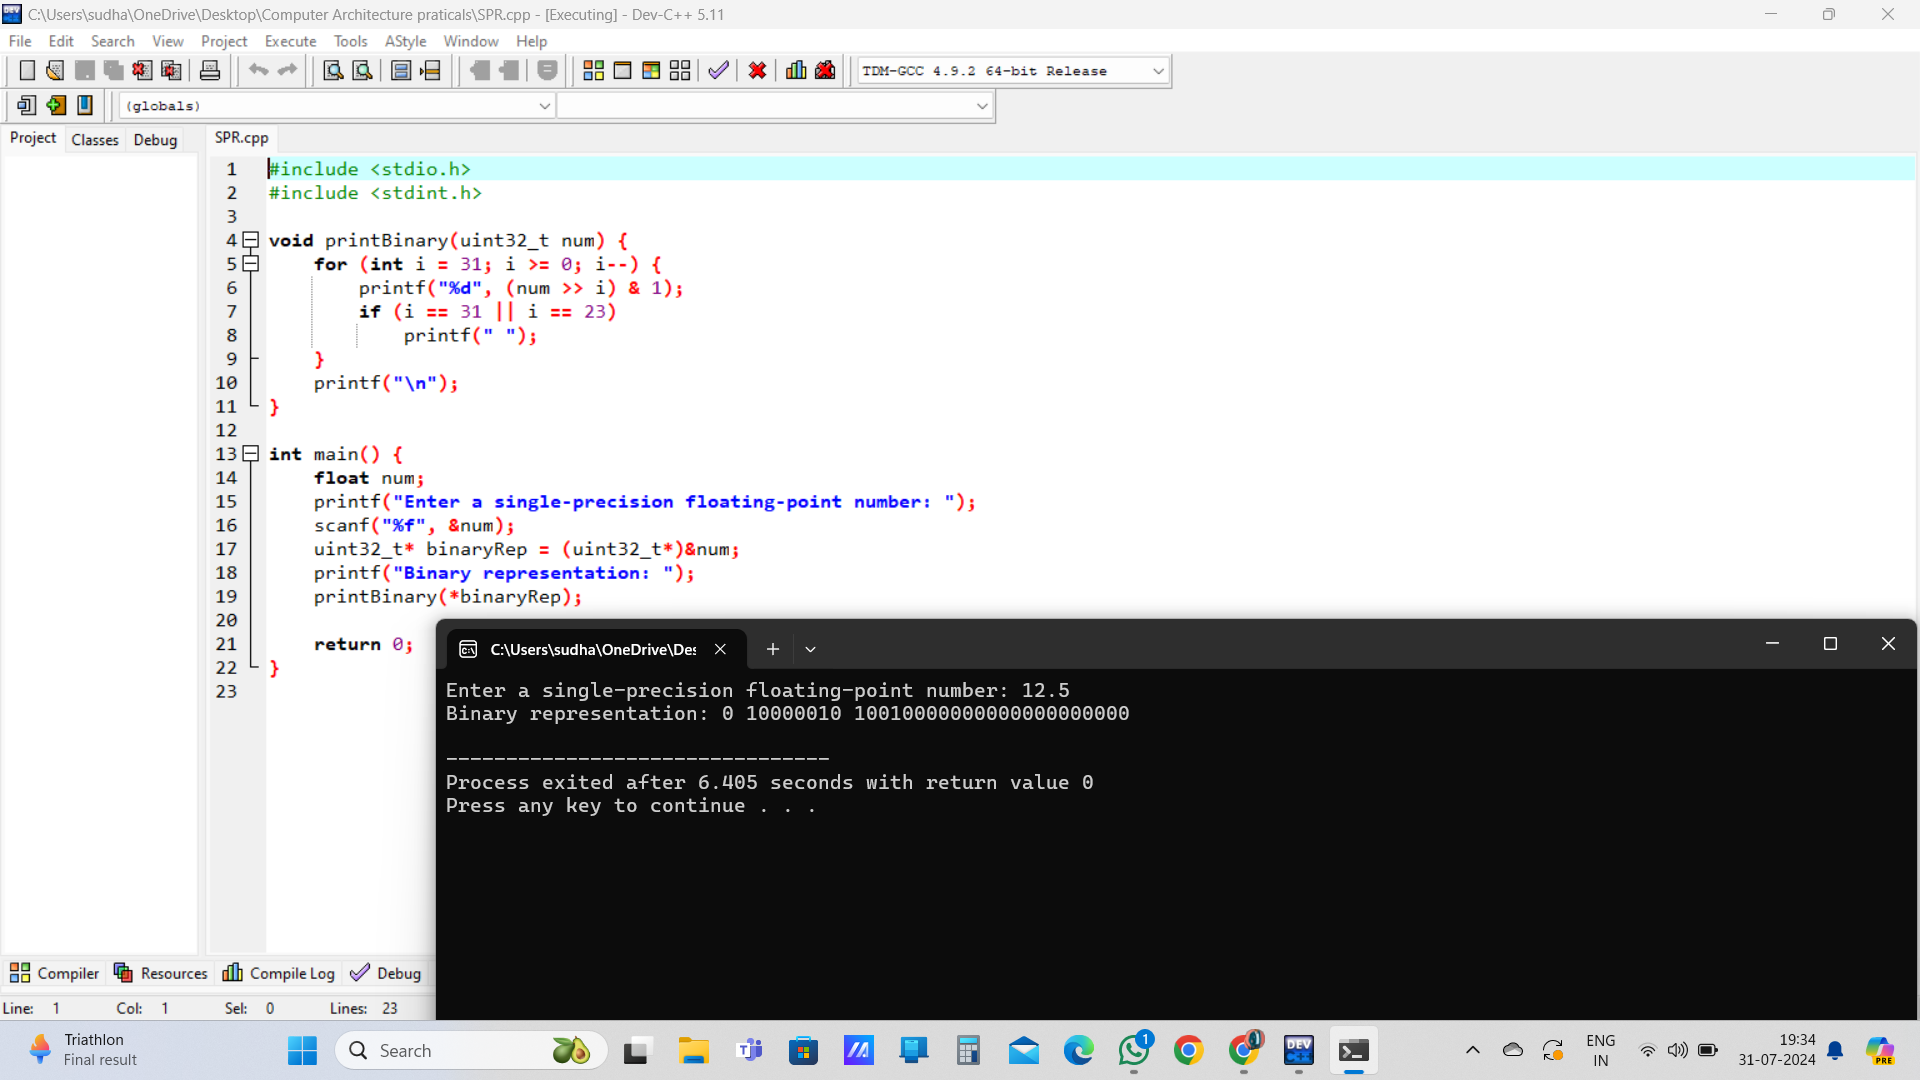 C:\Users\sudha\OneDrive\Desktop\Computer Architecture praticals\SPR.cpp - [Executing] - Dev-C++ 5.11
File Edit Search View Project Execute Tools AStyle Window Help
TDM-GCC 4.9.2 64-bit Release
(globals)
Project Classes Debug SPR.cpp
1 #include <stdio.h>
2 #include <stdint.h>
3
4 void printBinary(uint32_t num) {
5 for (int i = 31; i >= 0; i--) {
6 printf("%d", (num >> i) & 1);
7 if (i == 31 || i == 23)
8 printf(" ");
9 }
10 printf("\n");
11 }
12
13 int main() {
14 float num;
15 printf("Enter a single-precision floating-point number: ");
16 scanf("%f", &num);
17 uint32_t* binaryRep = (uint32_t*)&num;
18 printf("Binary representation: ");
19 printBinary(*binaryRep);
20
21 return 0;
22 }
23
C:\Users\sudha\OneDrive\Des
Enter a single-precision floating-point number: 12.5
Binary representation: 0 10000010 10010000000000000000000
--------------------------------
Process exited after 6.405 seconds with return value 0
Press any key to continue . . .
Compiler Resources Compile Log Debug
Line: 1 Col: 1 Sel: 0 Lines: 23
Triathlon
Final result
Search
1
DEV
C++
ENG
IN
19:34
31-07-2024
PRE